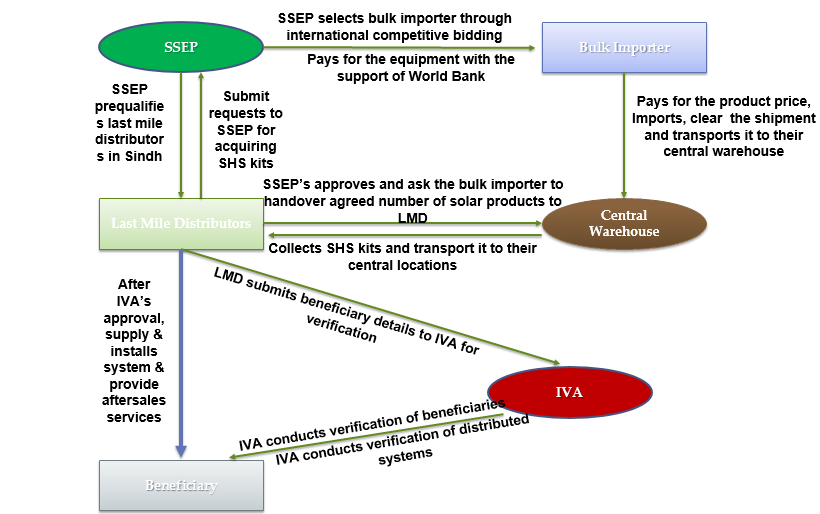 SSEP
SSEP selects bulk importer through
international competitive bidding
Pays for the equipment with the
support of World Bank
Bulk Importer
SSEP
prequalifie
s last mile
distributor
s in Sindh
Submit
requests to
SSEP for
acquiring
SHS kits
Pays for the product price,
Imports, clear the shipment
and transports it to their
central warehouse
SSEP's approves and ask the bulk importer to
handover agreed number of solar products to
LMD
Last Mile Distributors
Central
Warehouse
Collects SHS kits and transport it to their
central locations
After
IVA's
approval,
supply &
installs
system &
provide
aftersales
services
LMD submits beneficiary details to IVA for
verification
IVA
IVA conducts verification of beneficiaries
IVA conducts verification of distributed
systems
Beneficiary